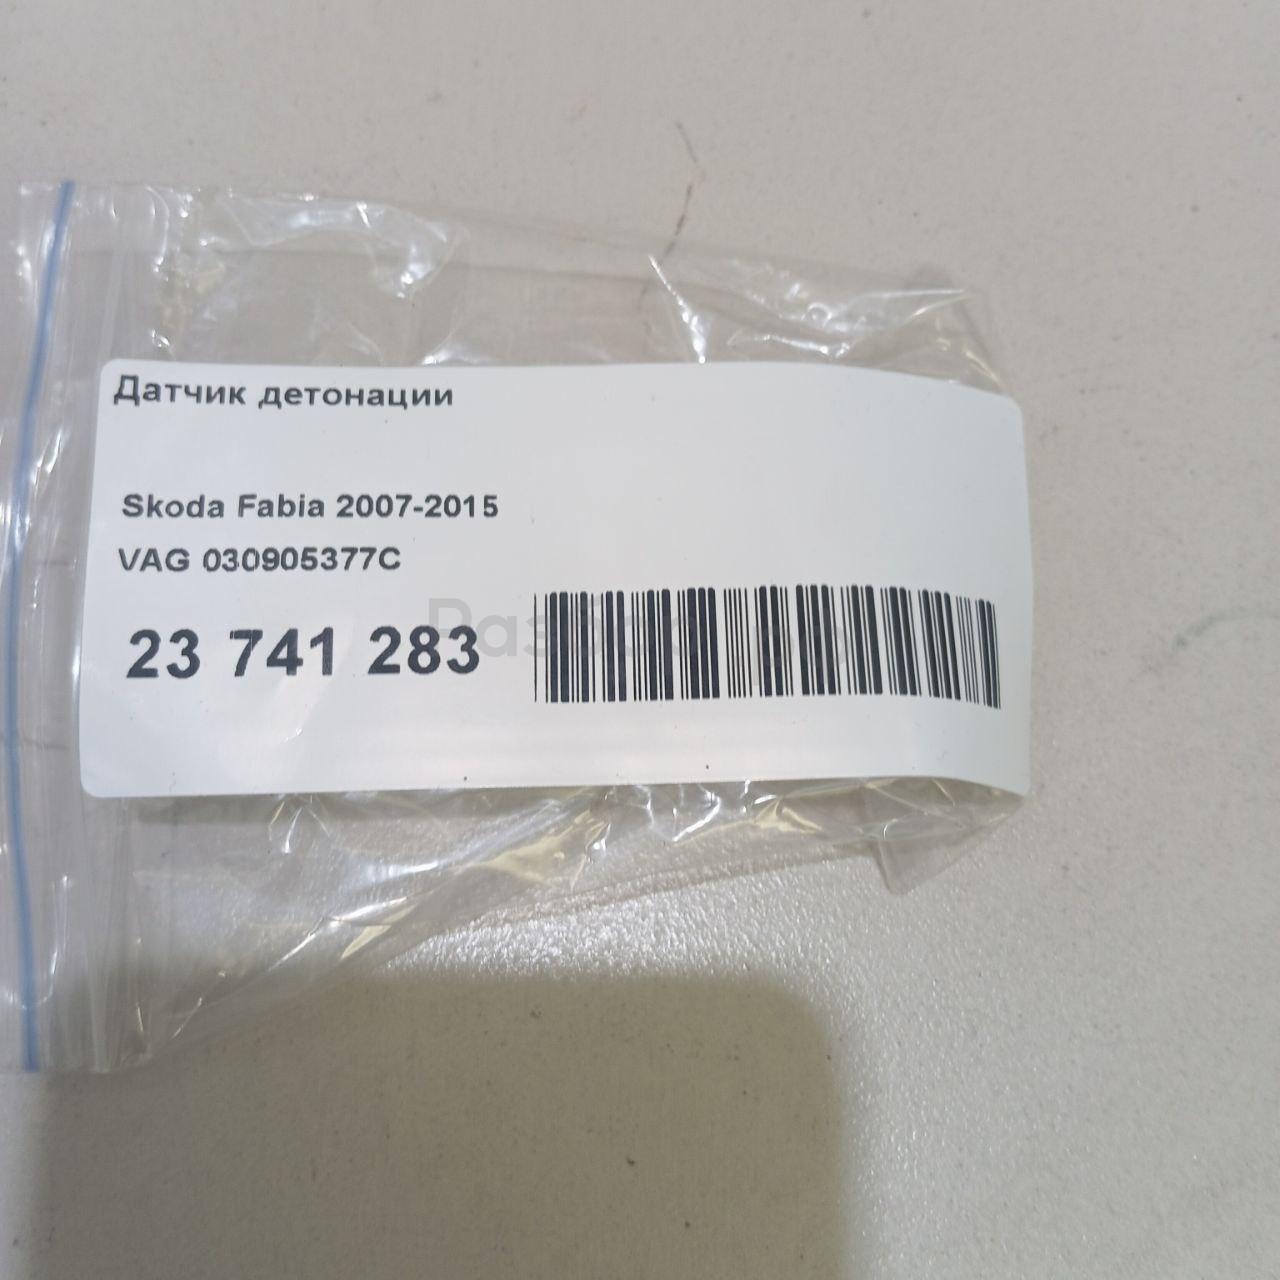 Датчик детонации
Skoda Fabia 2007-2015
VAG 030905377C
23 741 283